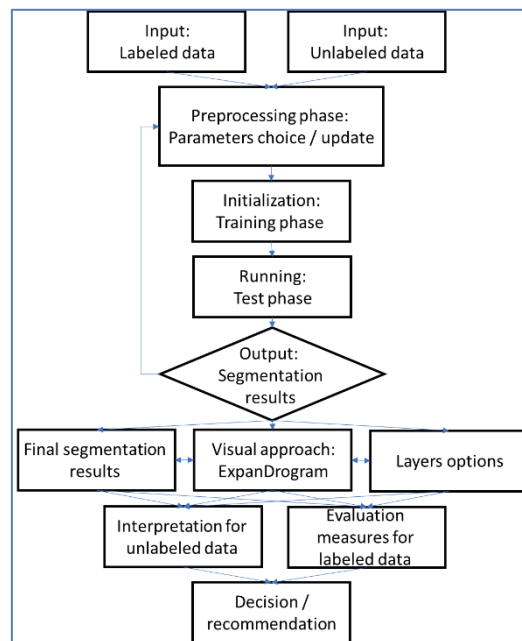 Input:
Labeled data
Input:
Unlabeled data
Preprocessing phase:
Parameters choice / update
Initialization:
Training phase
Running:
Test phase
Output:
Segmentation
results
Final segmentation
results
Visual approach:
ExpanDrogram
Layers options
Interpretation for
unlabeled data
Evaluation
measures for
labeled data
Decision /
recommendation